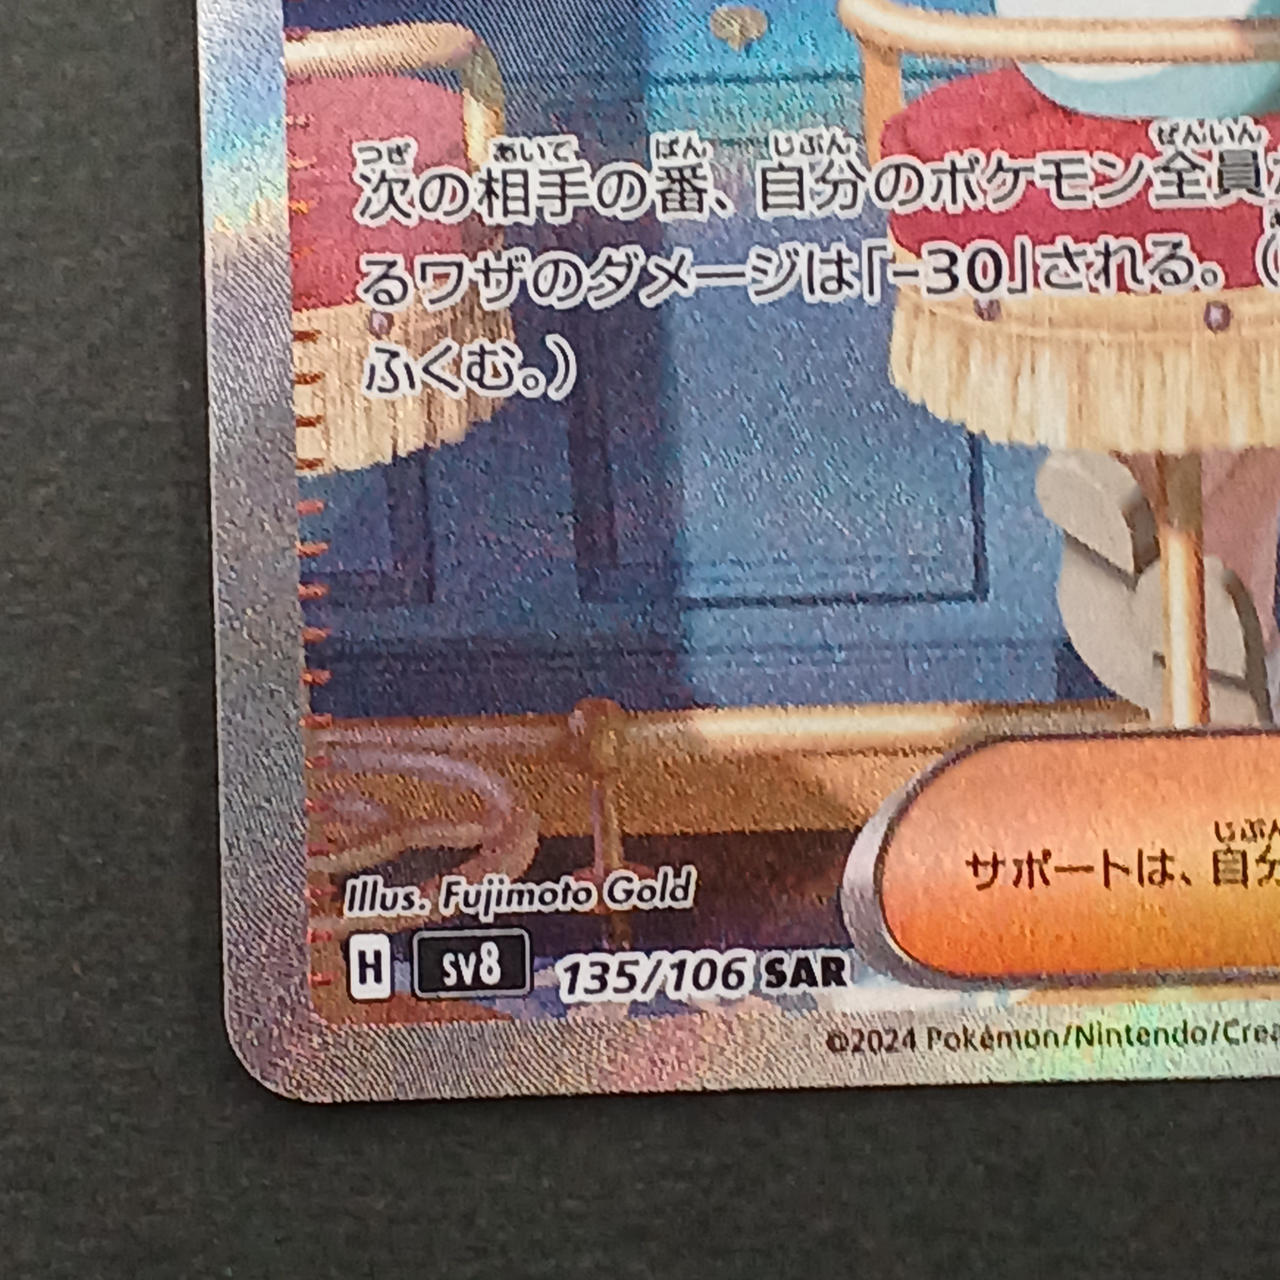 次の相手の番、自分のポケモン全員
るワザのダメージは「-30」される。(
ふくむ。)
サポートは、自分
Illus. Fujimoto Gold
H sv8 135/106 SAR
©2024 Pokémon/Nintendo/Crea